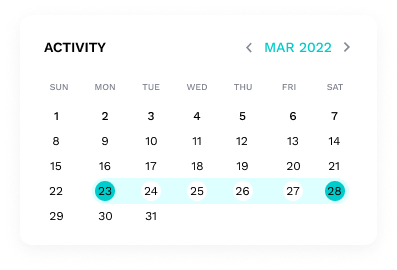 ACTIVITY < MAR 2022 >
SUN MON TUE WED THU FRI SAT
1 2 3 4 5 6 7
8 9 10 11 12 13 14
15 16 17 18 19 20 21
22 23 24 25 26 27 28
29 30 31